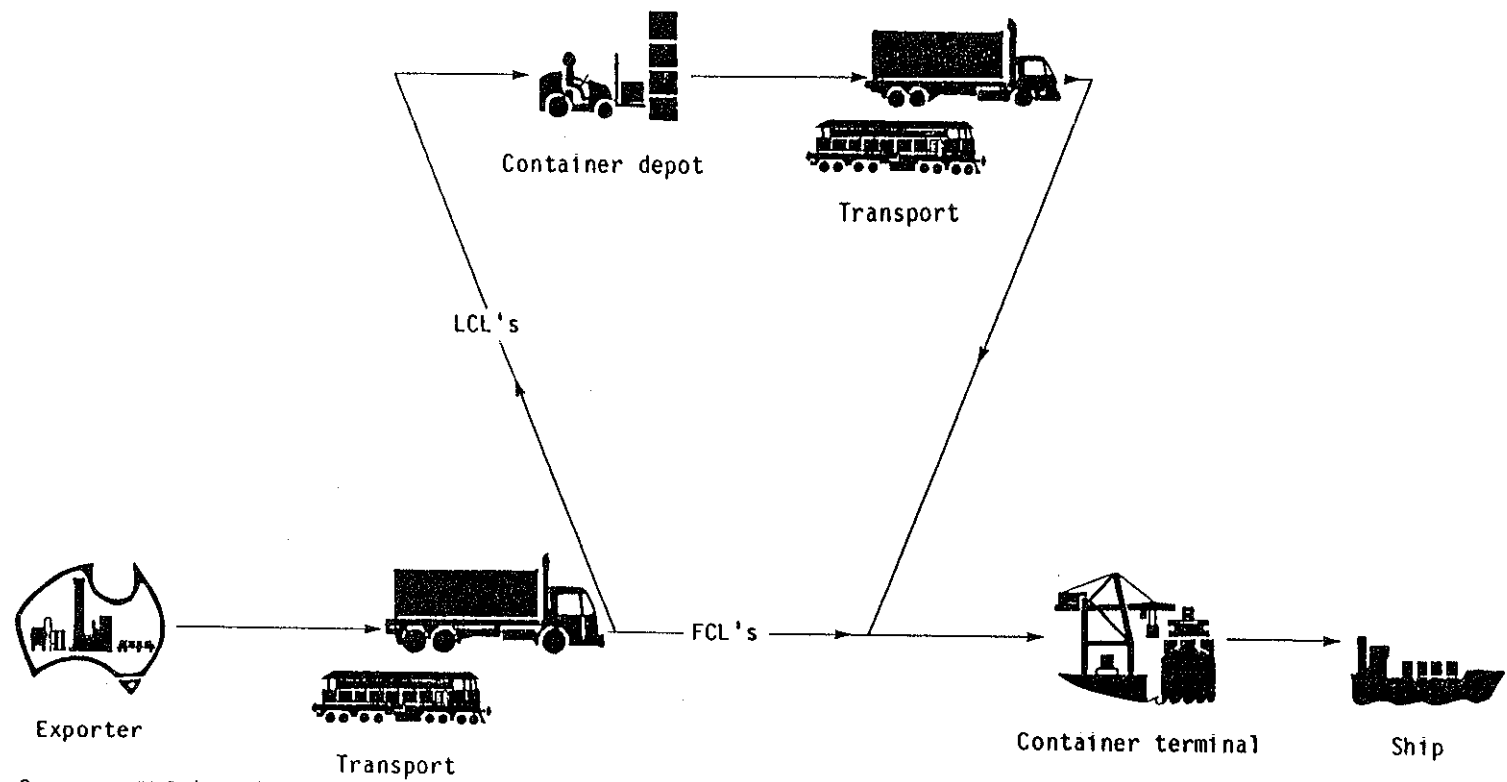 Container depot
Transport
LCL's
FCL's
Exporter
Transport
Container terminal
Ship